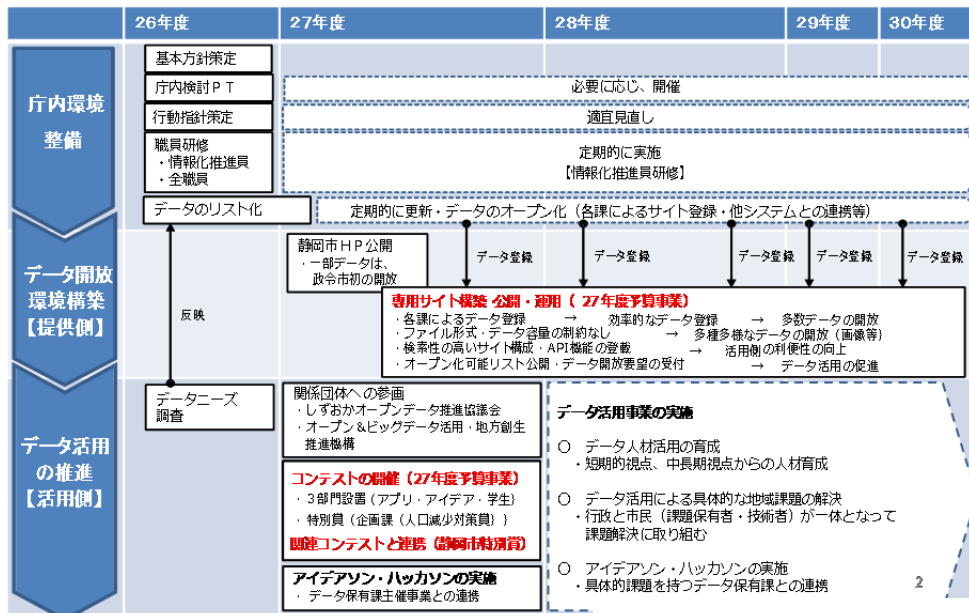 26年度
27年度
28年度
29年度
30年度
庁内環境
整備
基本方針策定
庁内検討PT
必要に応じ、開催
行動指針策定
適宜見直し
職員研修
・情報化推進員
・全職員
定期的に実施
【情報化推進員研修】
データのリスト化
定期的に更新・データのオープン化（各課によるサイト登録・他システムとの連携等）
データ開放
環境構築
【提供側】
反映
静岡市HP公開
・一部データは、
政令市初の開放
データ登録
データ登録
データ登録
データ登録
データ登録
専用サイト構築・公開・運用（27年度予算事業）
・各課によるデータ登録 → 効率的なデータ登録 → 多数データの開放
・ファイル形式・データ容量の制約なし → 多種多様なデータの開放（画像等）
・検索性の高いサイト構成・API機能の登載 → 活用側の利便性の向上
・オープン化可能リスト公開・データ開放要望の受付 → データ活用の促進
データ活用
の推進
【活用側】
データニーズ
調査
関係団体への参画
・しずおかオープンデータ推進協議会
・オープン＆ビッグデータ活用・地方創生
推進機構
コンテストの開催（27年度予算事業）
・3部門設置（アプリ・アイデア・学生）
・特別員（企画課（人口減少対策員））
関連コンテストと連携（静岡市特別賞）
アイデアソン・ハッカソンの実施
・データ保有課主催事業との連携
データ活用事業の実施
○ データ人材活用の育成
・短期的視点、中長期視点からの人材育成
○ データ活用による具体的な地域課題の解決
・行政と市民（課題保有者・技術者）が一体となって
課題解決に取り組む
○ アイデアソン・ハッカソンの実施
・具体的課題を持つデータ保有課との連携
2